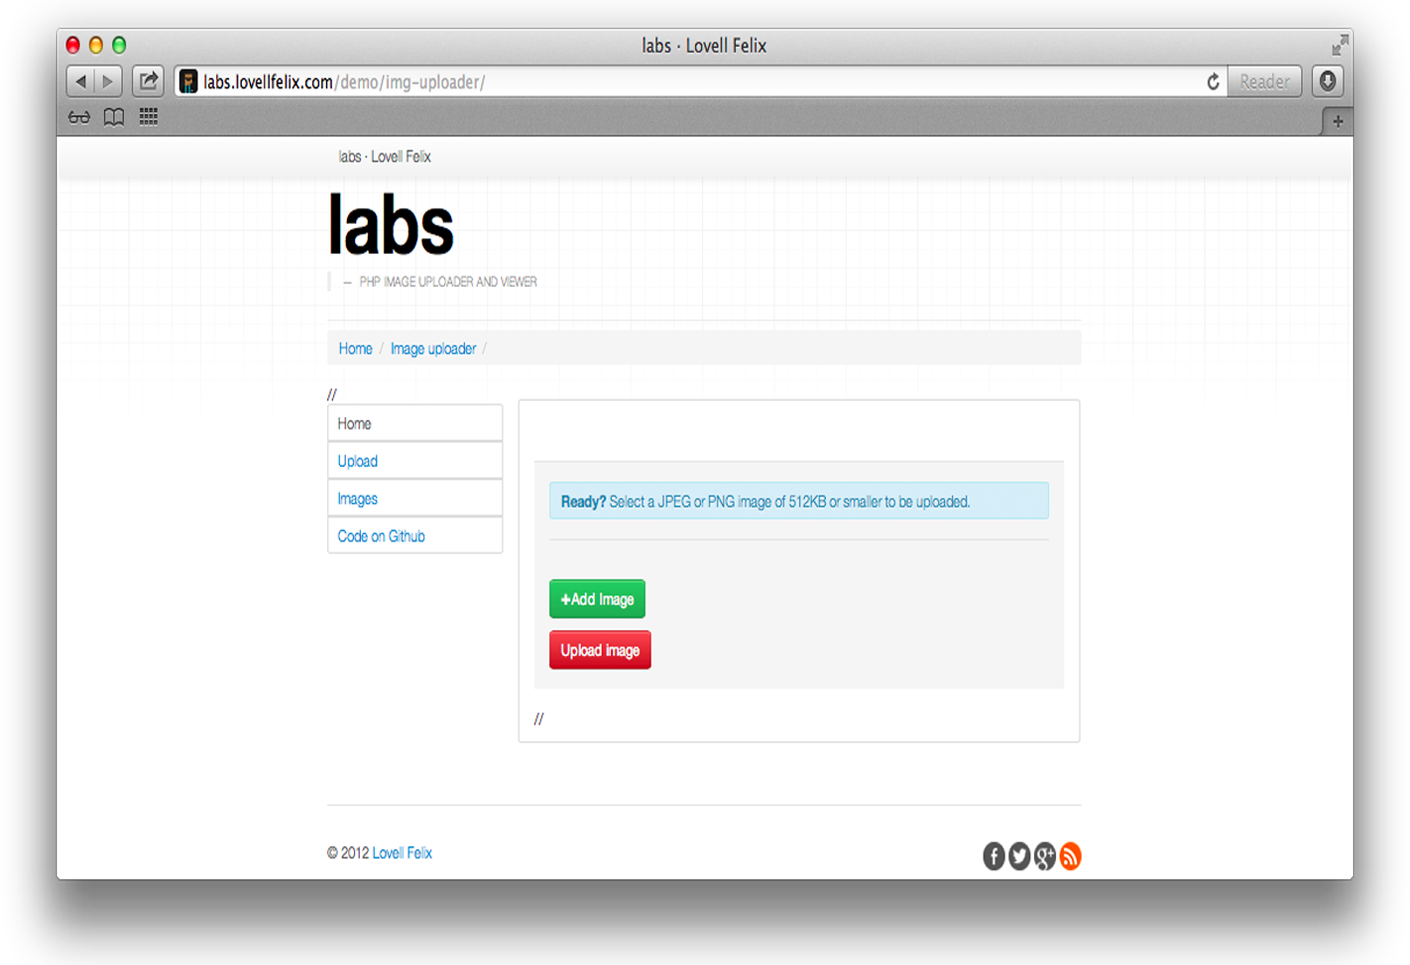 labs · Lovell Felix
labs.lovellfelix.com/demo/img-uploader/
Reader
labs · Lovell Felix
labs
— PHP IMAGE UPLOADER AND VIEWER
Home / Image uploader /
//
Home
Upload
Images
Code on Github
Ready? Select a JPEG or PNG image of 512KB or smaller to be uploaded.
+Add Image
Upload image
//
© 2012 Lovell Felix